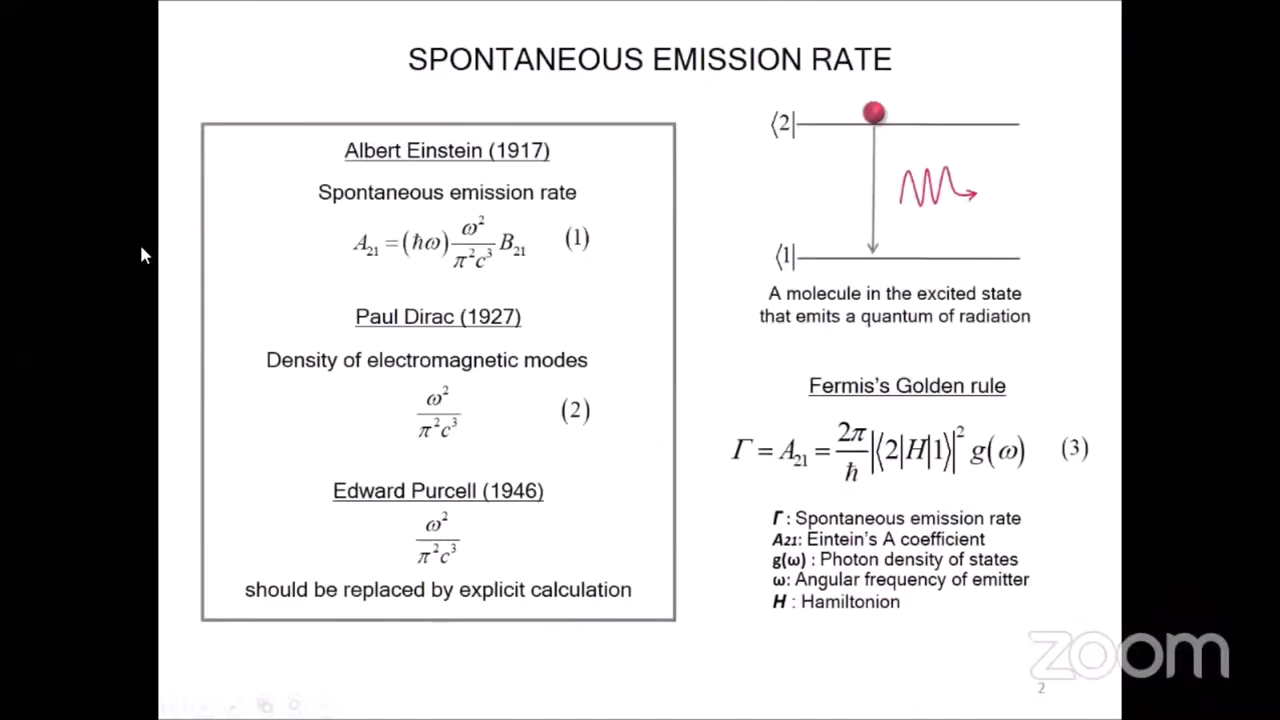 SPONTANEOUS EMISSION RATE
Albert Einstein (1917)
Spontaneous emission rate
A₂₁ = (ħω) ω²/π²c³ B₂₁ (1)
Paul Dirac (1927)
Density of electromagnetic modes
ω²/π²c³ (2)
Edward Purcell (1946)
ω²/π²c³
should be replaced by explicit calculation
⟨2|
⟨1|
A molecule in the excited state
that emits a quantum of radiation
Fermis's Golden rule
Γ = A₂₁ = 2π/ħ |⟨2|H|1⟩|² g(ω) (3)
Γ : Spontaneous emission rate
A₂₁: Eintein's A coefficient
g(ω) : Photon density of states
ω: Angular frequency of emitter
H : Hamiltonion
zoom
2